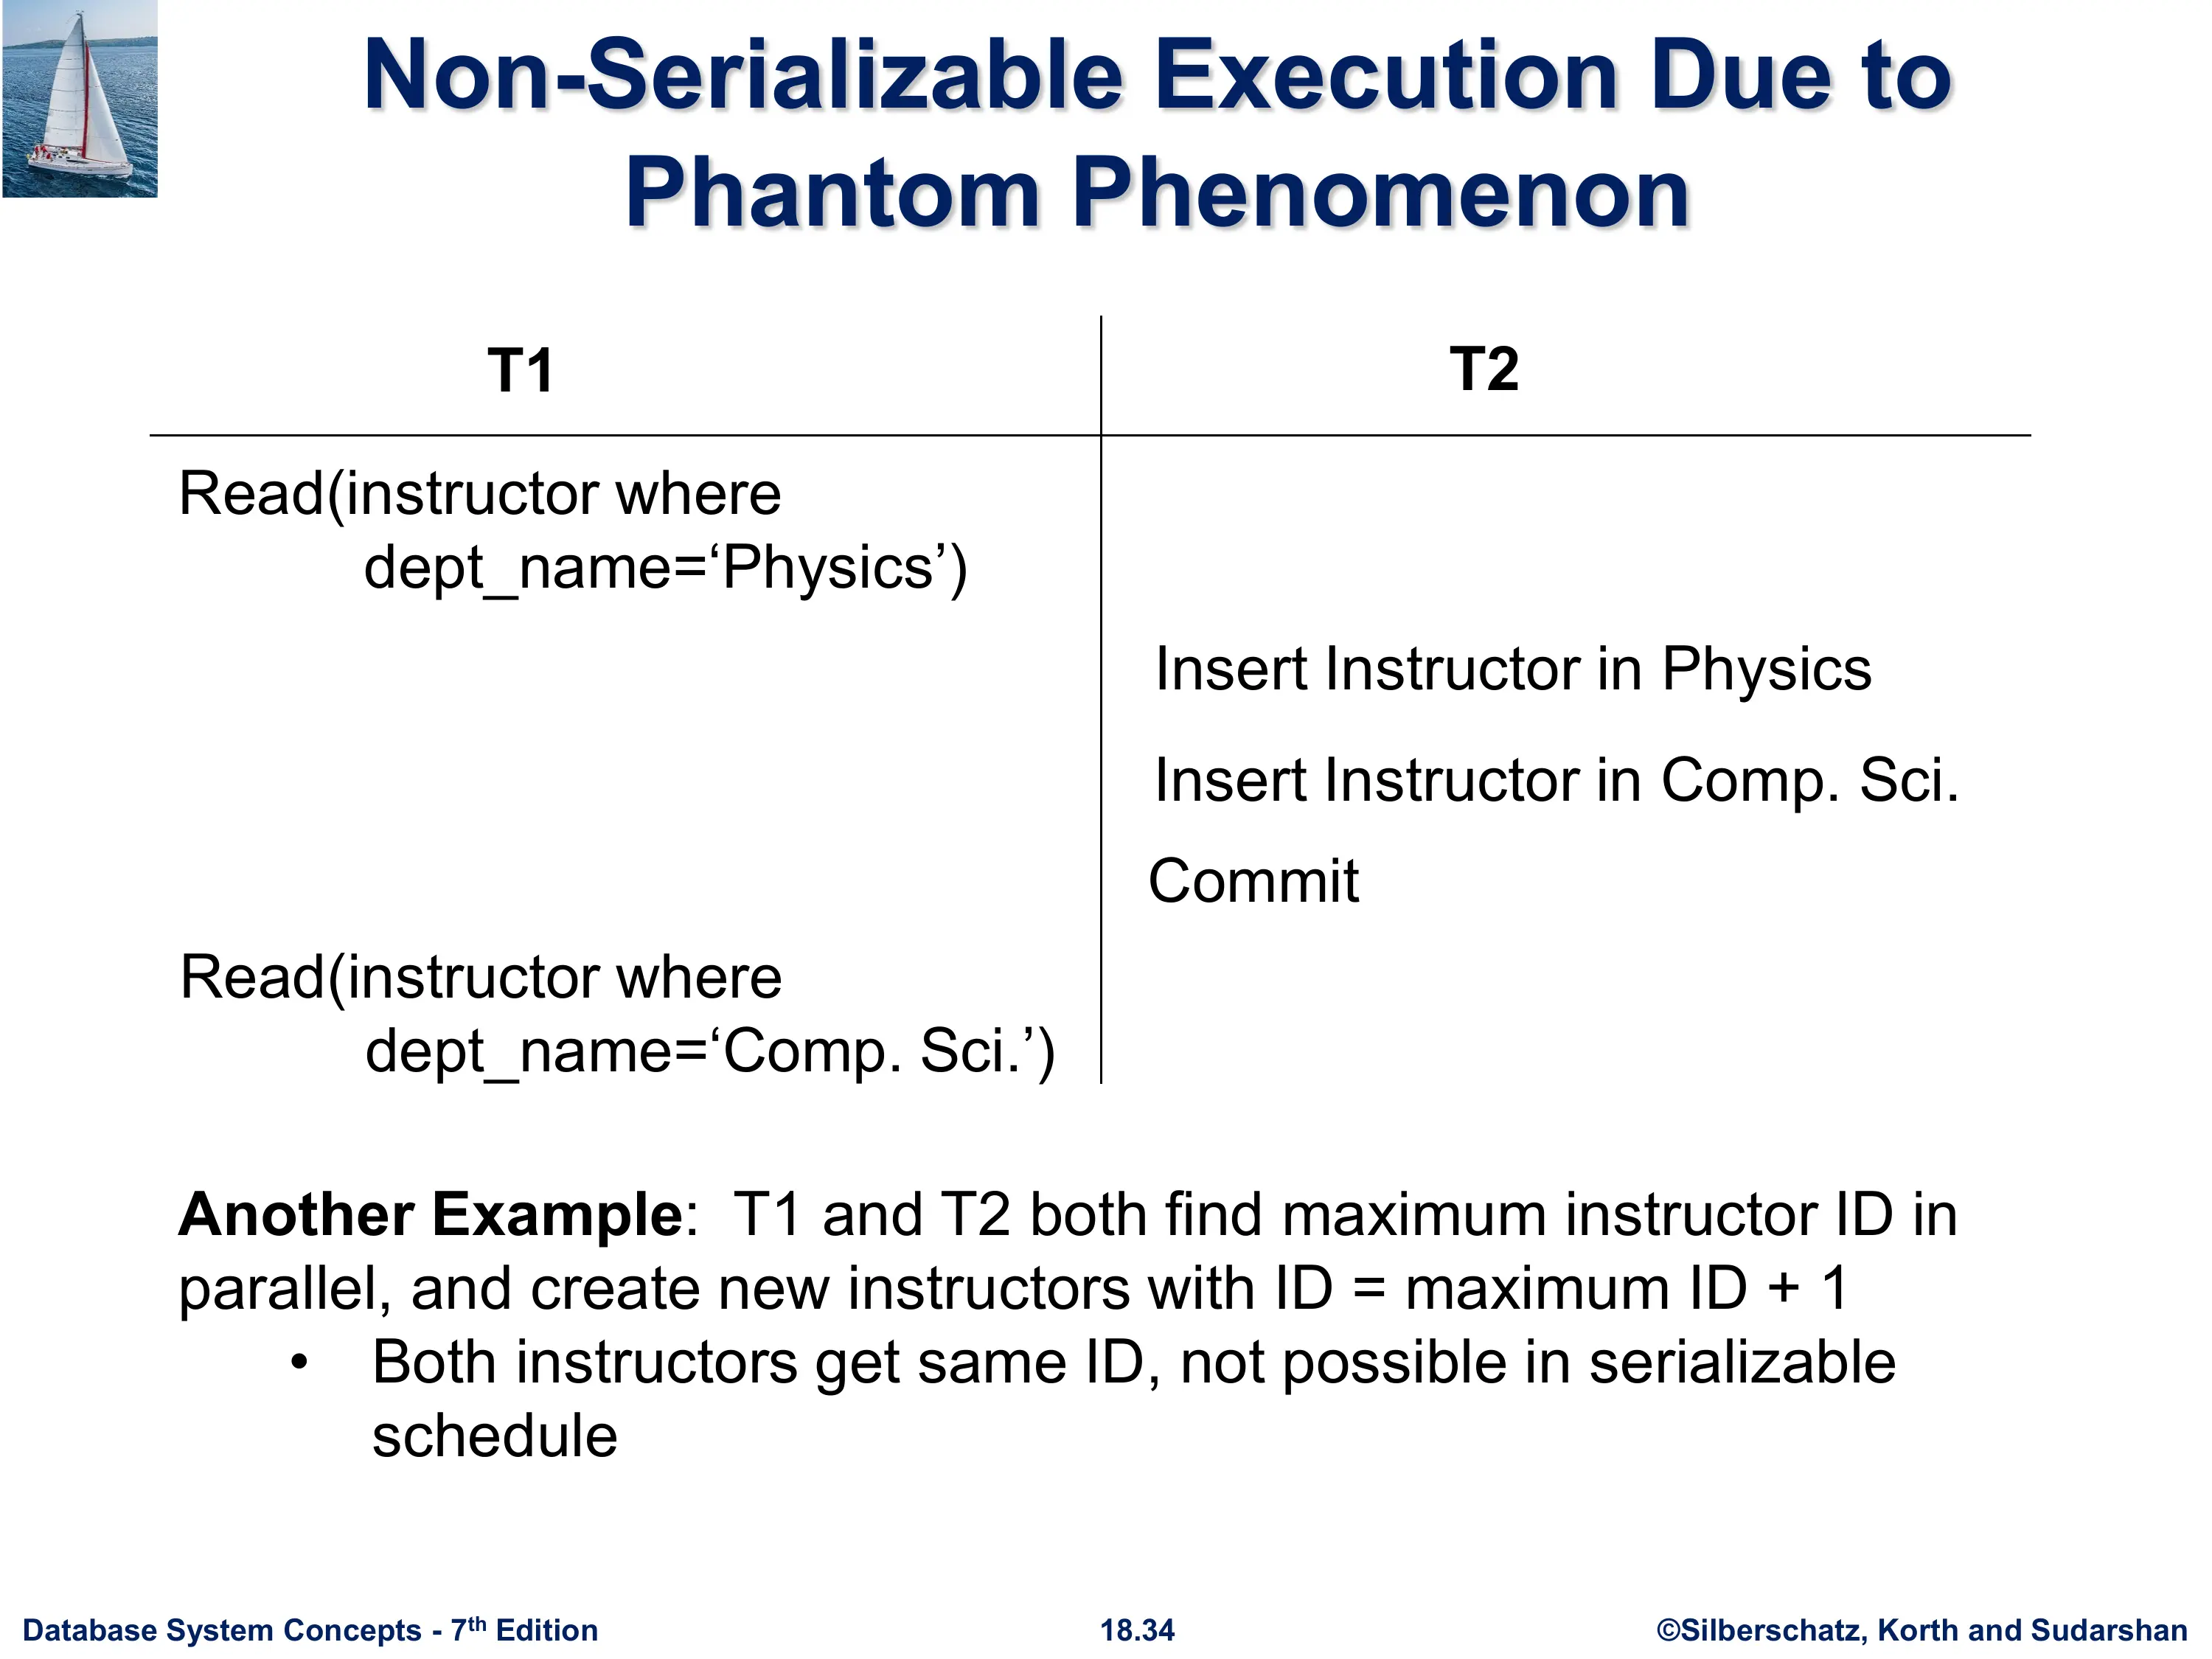 Non-Serializable Execution Due to
Phantom Phenomenon
T1
T2
Read(instructor where
dept_name=‘Physics’)
Insert Instructor in Physics
Insert Instructor in Comp. Sci.
Commit
Read(instructor where
dept_name=‘Comp. Sci.’)
Another Example:  T1 and T2 both find maximum instructor ID in
parallel, and create new instructors with ID = maximum ID + 1
• Both instructors get same ID, not possible in serializable
schedule
Database System Concepts - 7th Edition
18.34
©Silberschatz, Korth and Sudarshan